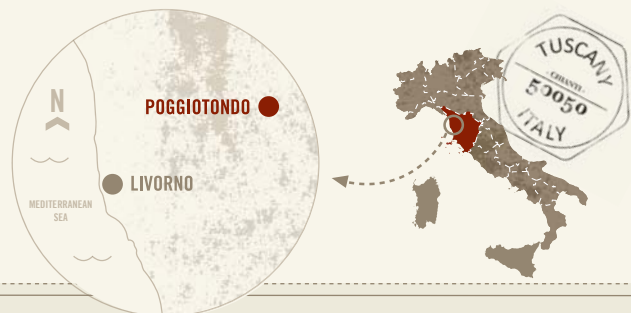 N
POGGIOTONDO
LIVORNO
MEDITERRANEAN
SEA
TUSCANY
· CHIANTI ·
50050
ITALY